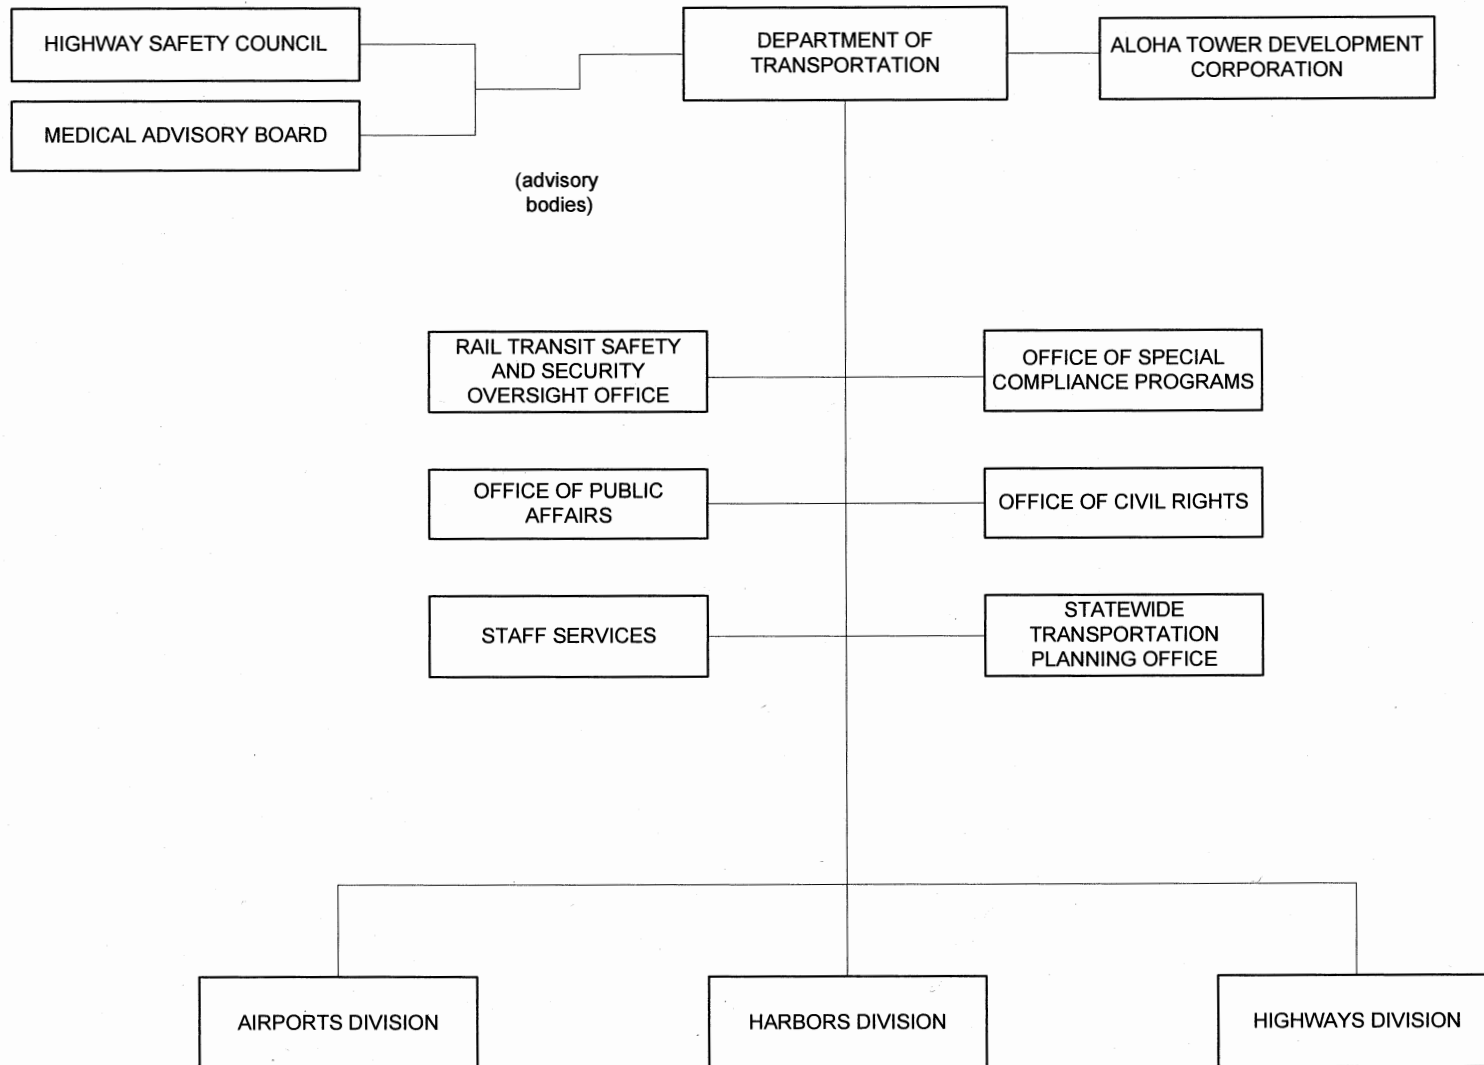 HIGHWAY SAFETY COUNCIL
DEPARTMENT OF
TRANSPORTATION
ALOHA TOWER DEVELOPMENT
CORPORATION
MEDICAL ADVISORY BOARD
(advisory
bodies)
RAIL TRANSIT SAFETY
AND SECURITY
OVERSIGHT OFFICE
OFFICE OF SPECIAL
COMPLIANCE PROGRAMS
OFFICE OF PUBLIC
AFFAIRS
OFFICE OF CIVIL RIGHTS
STAFF SERVICES
STATEWIDE
TRANSPORTATION
PLANNING OFFICE
AIRPORTS DIVISION
HARBORS DIVISION
HIGHWAYS DIVISION